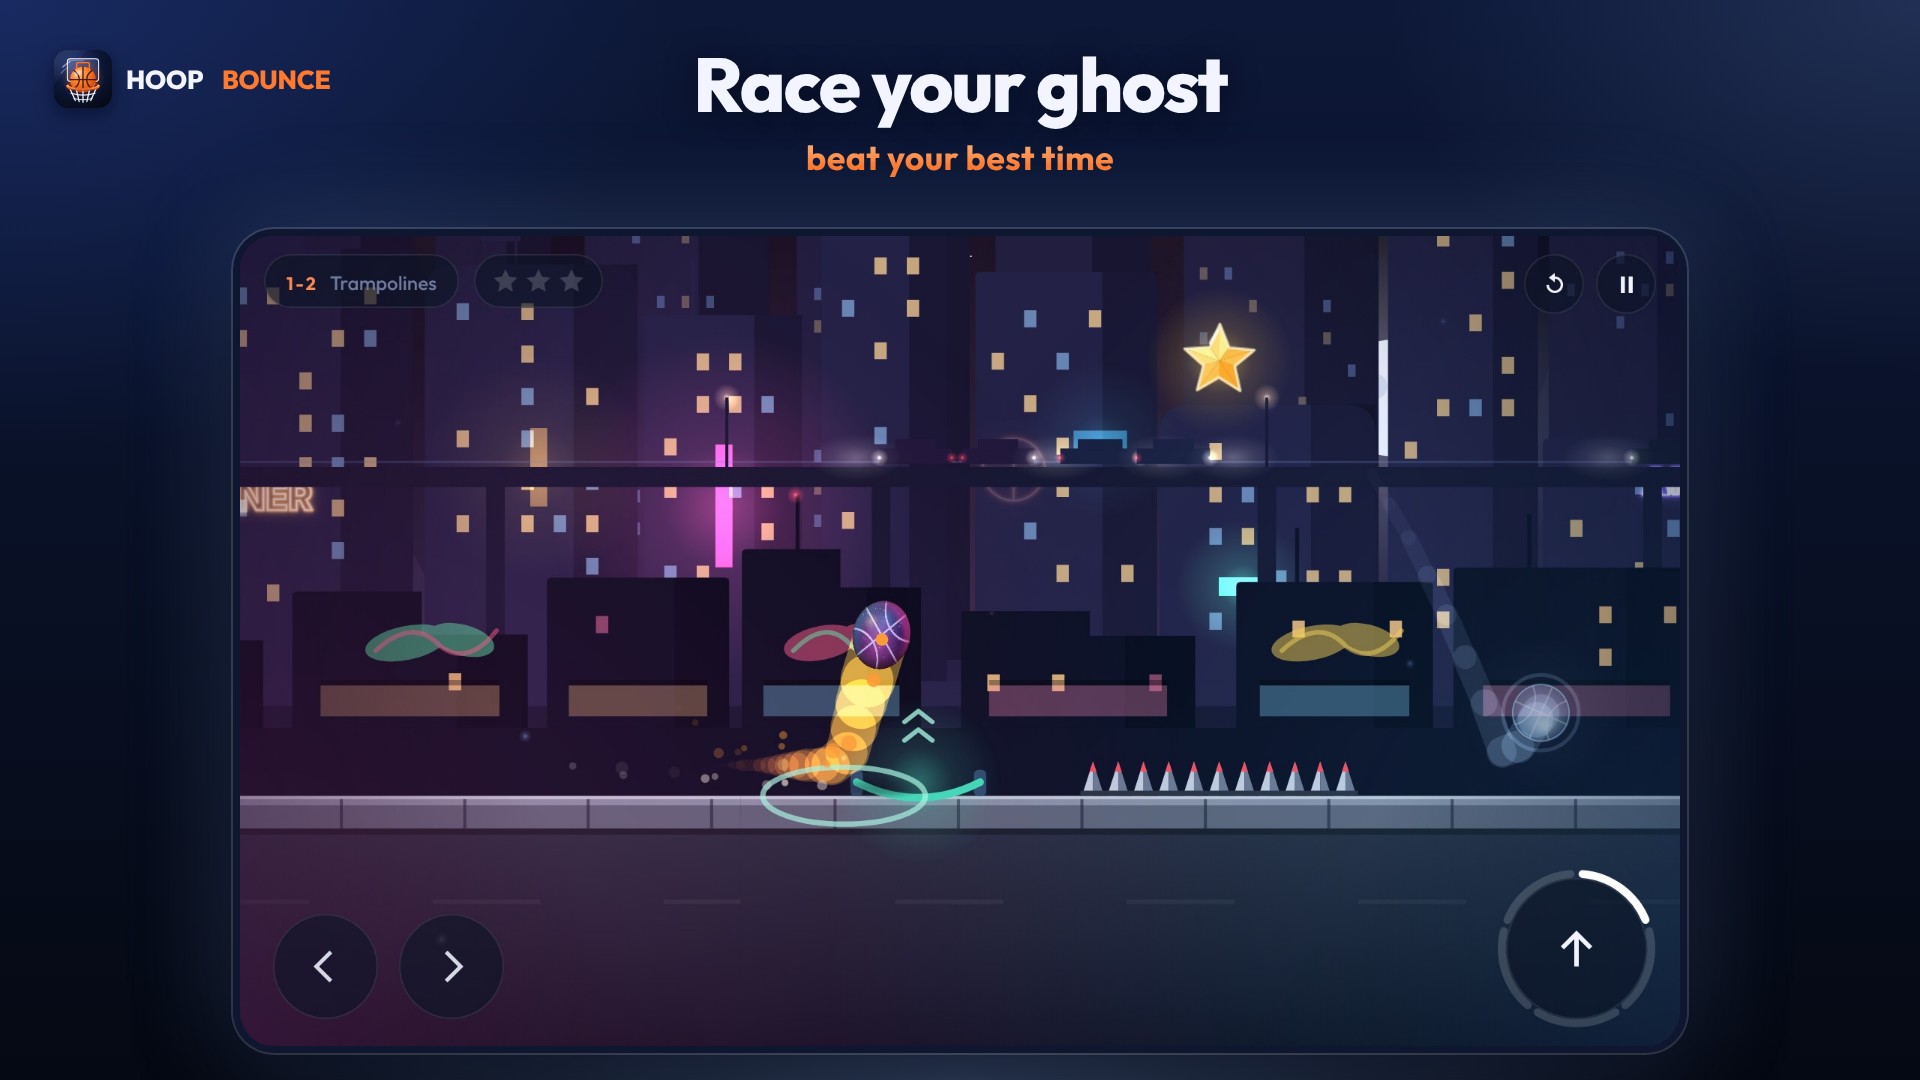 HOOP BOUNCE
Race your ghost
beat your best time
1-2 Trampolines
NER